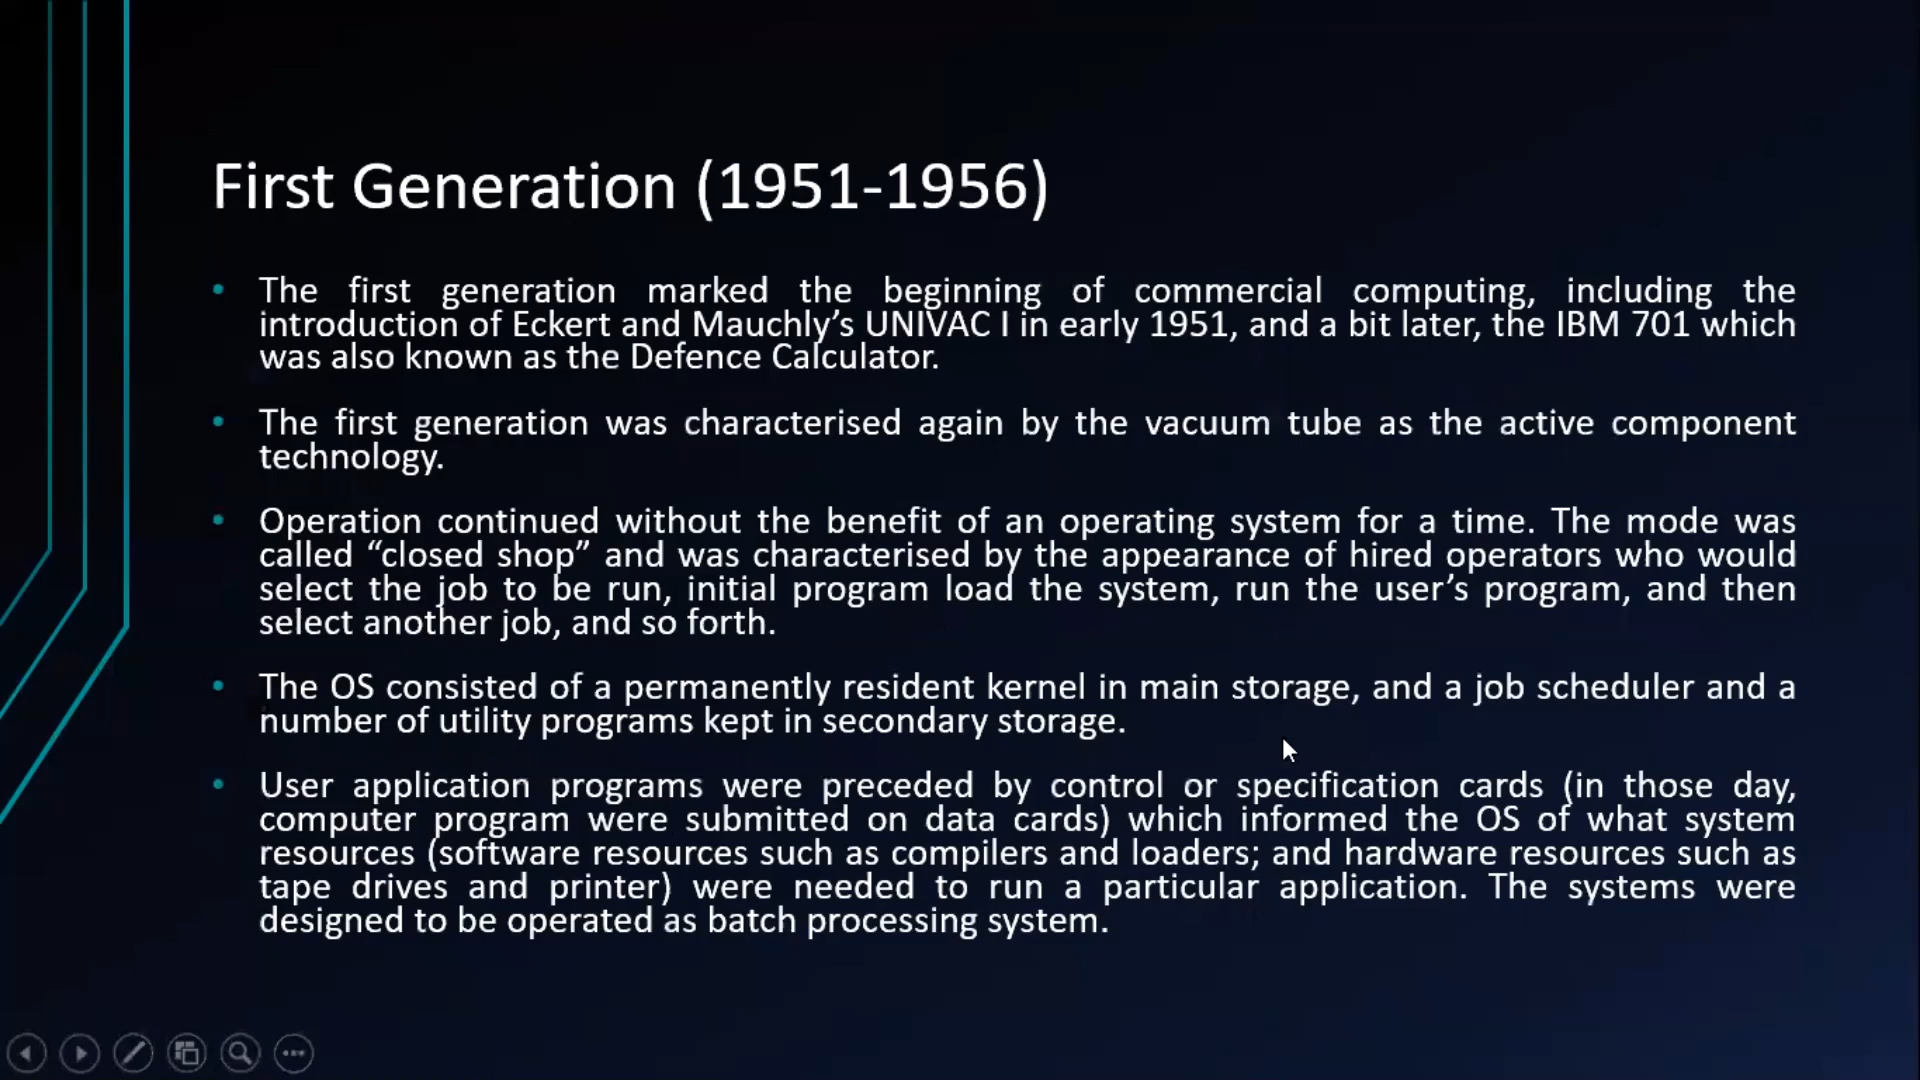 First Generation (1951-1956)
• The first generation marked the beginning of commercial computing, including the
introduction of Eckert and Mauchly’s UNIVAC I in early 1951, and a bit later, the IBM 701 which
was also known as the Defence Calculator.
• The first generation was characterised again by the vacuum tube as the active component
technology.
• Operation continued without the benefit of an operating system for a time. The mode was
called “closed shop” and was characterised by the appearance of hired operators who would
select the job to be run, initial program load the system, run the user’s program, and then
select another job, and so forth.
• The OS consisted of a permanently resident kernel in main storage, and a job scheduler and a
number of utility programs kept in secondary storage.
• User application programs were preceded by control or specification cards (in those day,
computer program were submitted on data cards) which informed the OS of what system
resources (software resources such as compilers and loaders; and hardware resources such as
tape drives and printer) were needed to run a particular application. The systems were
designed to be operated as batch processing system.